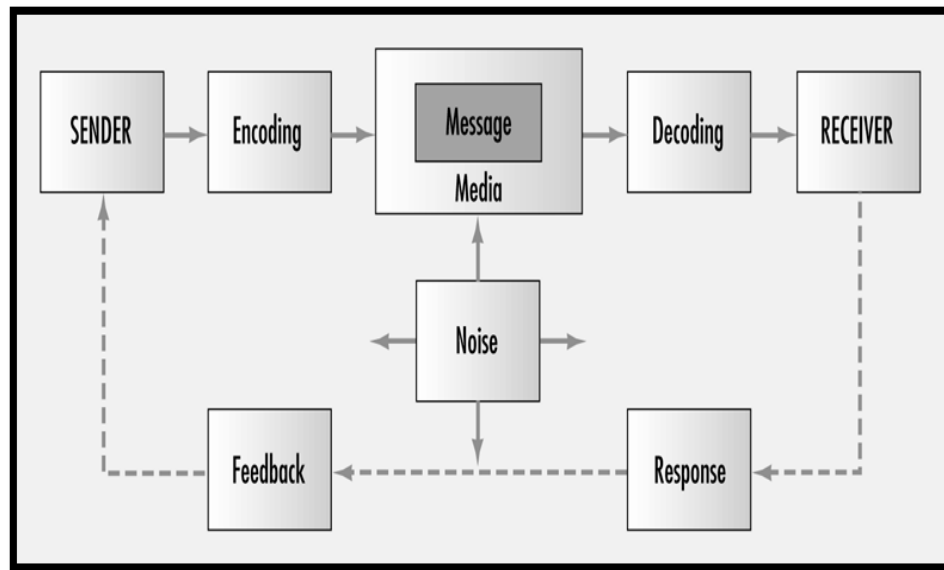 SENDER
Encoding
Message
Media
Decoding
RECEIVER
Noise
Feedback
Response